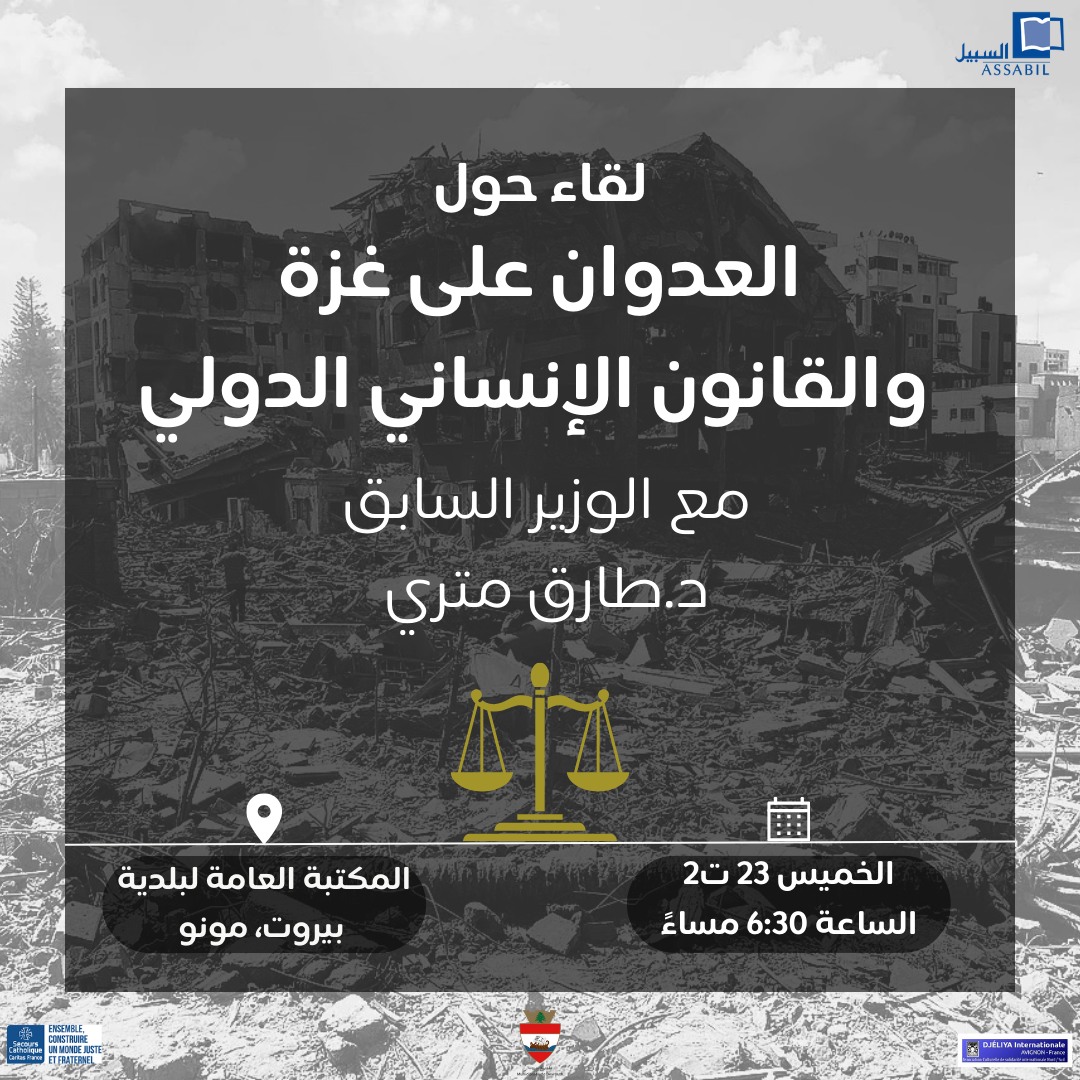 السبيل
ASSABIL
لقاء حول
العدوان على غزة
والقانون الإنساني الدولي
مع الوزير السابق
د.طارق متري
الخميس 23 ت2
الساعة 6:30 مساءً
المكتبة العامة لبلدية
بيروت، مونو
Secours
Catholique
Caritas France
ENSEMBLE,
CONSTRUIRE
UN MONDE JUSTE
ET FRATERNEL
DJÉLIYA Internationale
AVIGNON - France